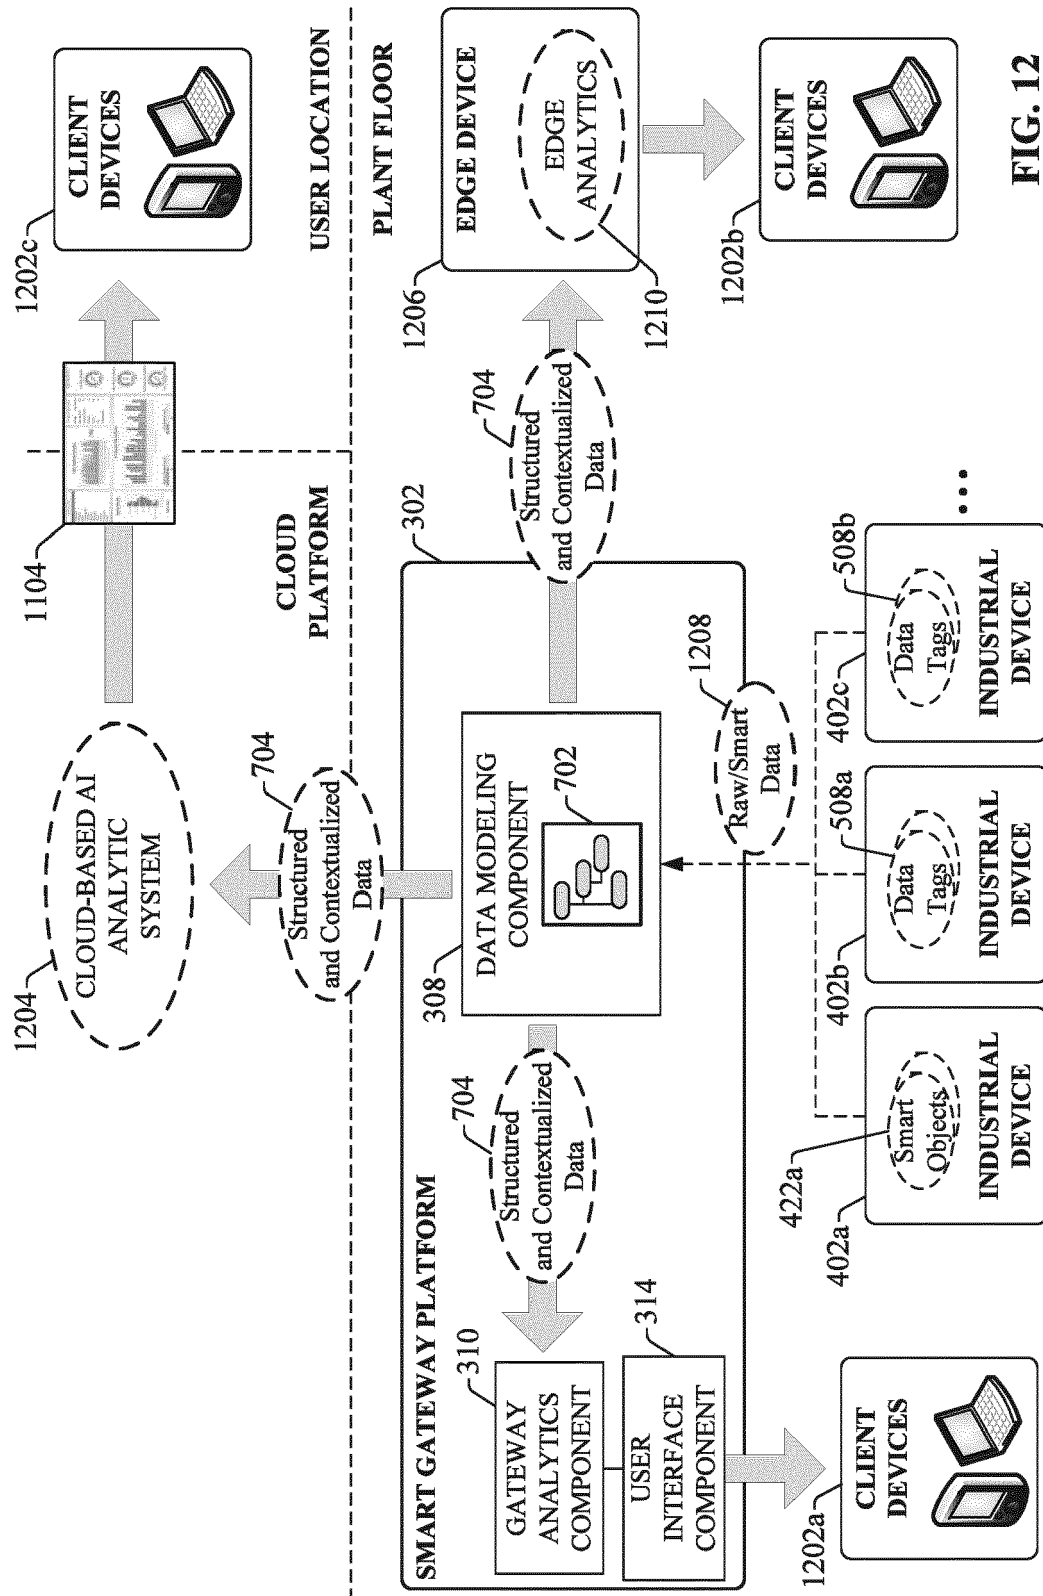 1204
CLOUD-BASED AI
ANALYTIC
SYSTEM
1104
1202c
CLIENT
DEVICES
CLOUD
PLATFORM
USER LOCATION
PLANT FLOOR
704
Structured
and Contextualized
Data
SMART GATEWAY PLATFORM
302
310
GATEWAY
ANALYTICS
COMPONENT
704
Structured
and Contextualized
Data
308
DATA MODELING
COMPONENT
702
704
Structured
and Contextualized
Data
1206
EDGE DEVICE
EDGE
ANALYTICS
1210
314
USER
INTERFACE
COMPONENT
1208
Raw/Smart
Data
1202a
CLIENT
DEVICES
402a
422a
Smart
Objects
INDUSTRIAL
DEVICE
402b
508a
Data
Tags
INDUSTRIAL
DEVICE
402c
508b
Data
Tags
INDUSTRIAL
DEVICE
...
1202b
CLIENT
DEVICES
FIG. 12